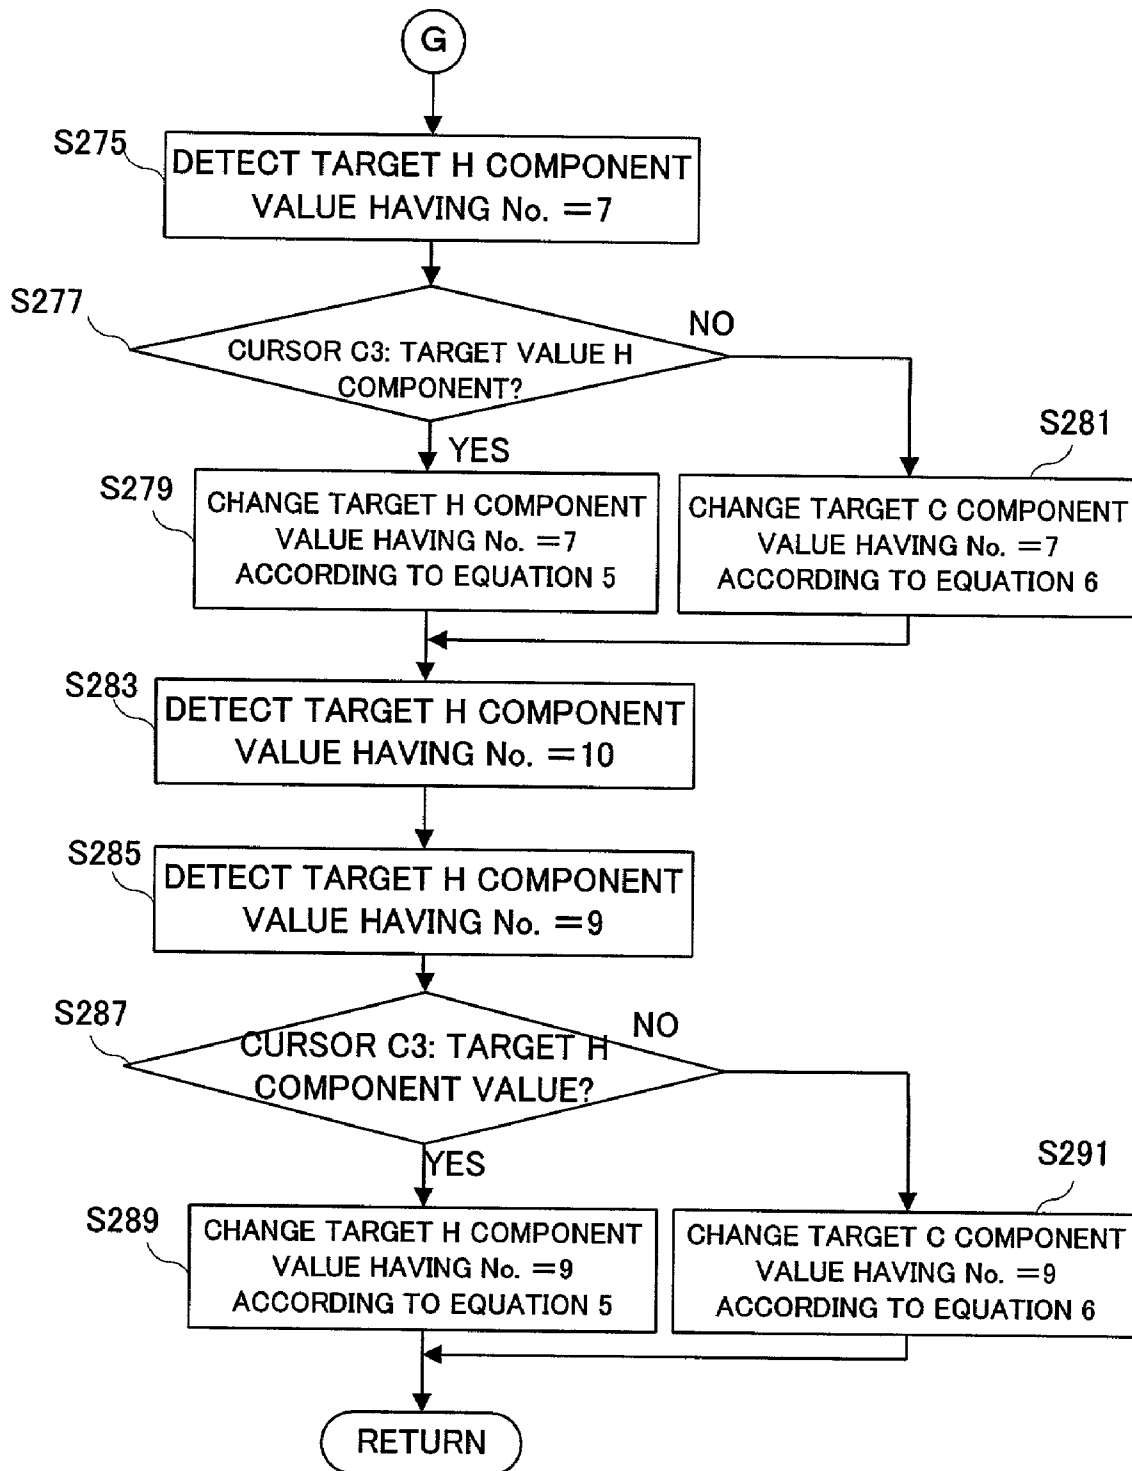 G
S275
DETECT TARGET H COMPONENT
VALUE HAVING No. =7
S277
NO
CURSOR C3: TARGET VALUE H
COMPONENT?
YES
S281
S279
CHANGE TARGET H COMPONENT
VALUE HAVING No. =7
ACCORDING TO EQUATION 5
CHANGE TARGET C COMPONENT
VALUE HAVING No. =7
ACCORDING TO EQUATION 6
S283
DETECT TARGET H COMPONENT
VALUE HAVING No. =10
S285
DETECT TARGET H COMPONENT
VALUE HAVING No. =9
S287
NO
CURSOR C3: TARGET H
COMPONENT VALUE?
YES
S291
S289
CHANGE TARGET H COMPONENT
VALUE HAVING No. =9
ACCORDING TO EQUATION 5
CHANGE TARGET C COMPONENT
VALUE HAVING No. =9
ACCORDING TO EQUATION 6
RETURN